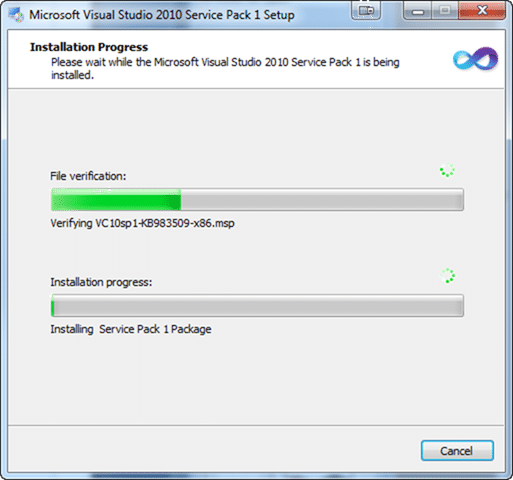 Microsoft Visual Studio 2010 Service Pack 1 Setup
Installation Progress
Please wait while the Microsoft Visual Studio 2010 Service Pack 1 is being
installed.
File verification:
Verifying VC10sp1-KB983509-x86.msp
Installation progress:
Installing  Service Pack 1 Package
Cancel